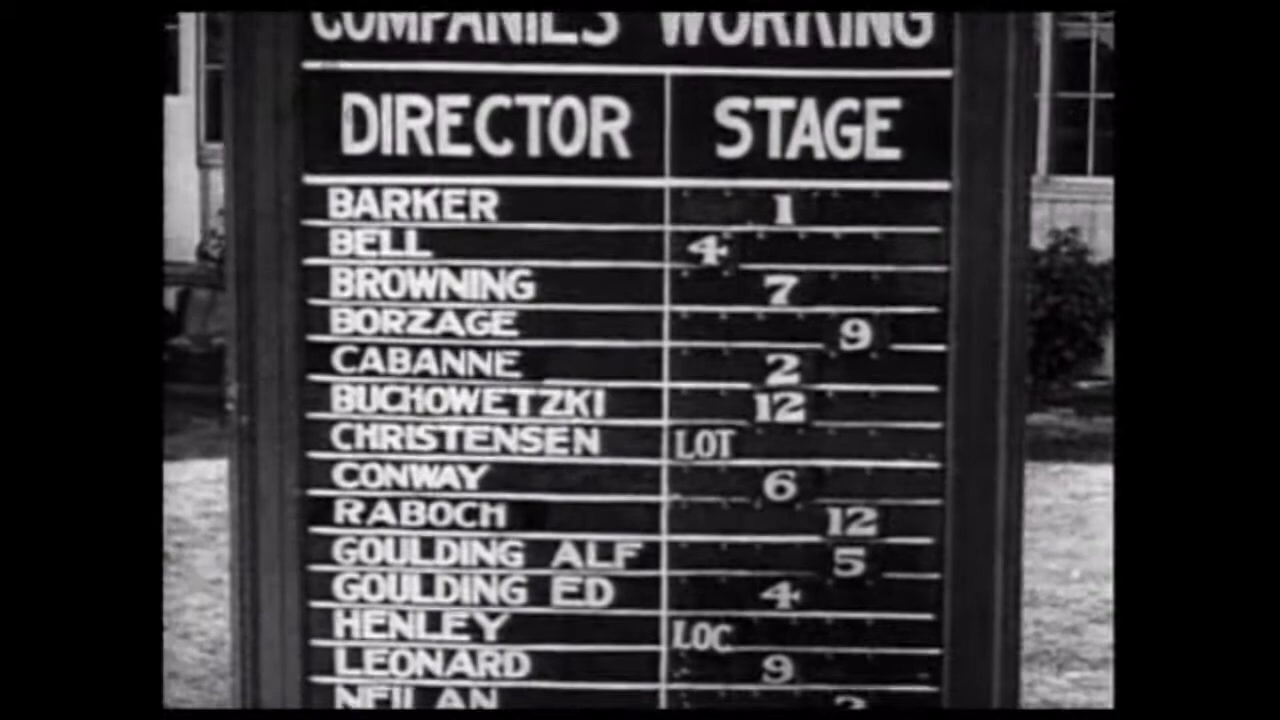 COMPANIES WORKING
DIRECTOR STAGE
BARKER 1
BELL 4
BROWNING 7
BORZAGE 9
CABANNE 2
BUCHOWETZKI 12
CHRISTENSEN LOT
CONWAY 6
RABOCH 12
GOULDING ALF 5
GOULDING ED 4
HENLEY LOC
LEONARD 9
NEILAN